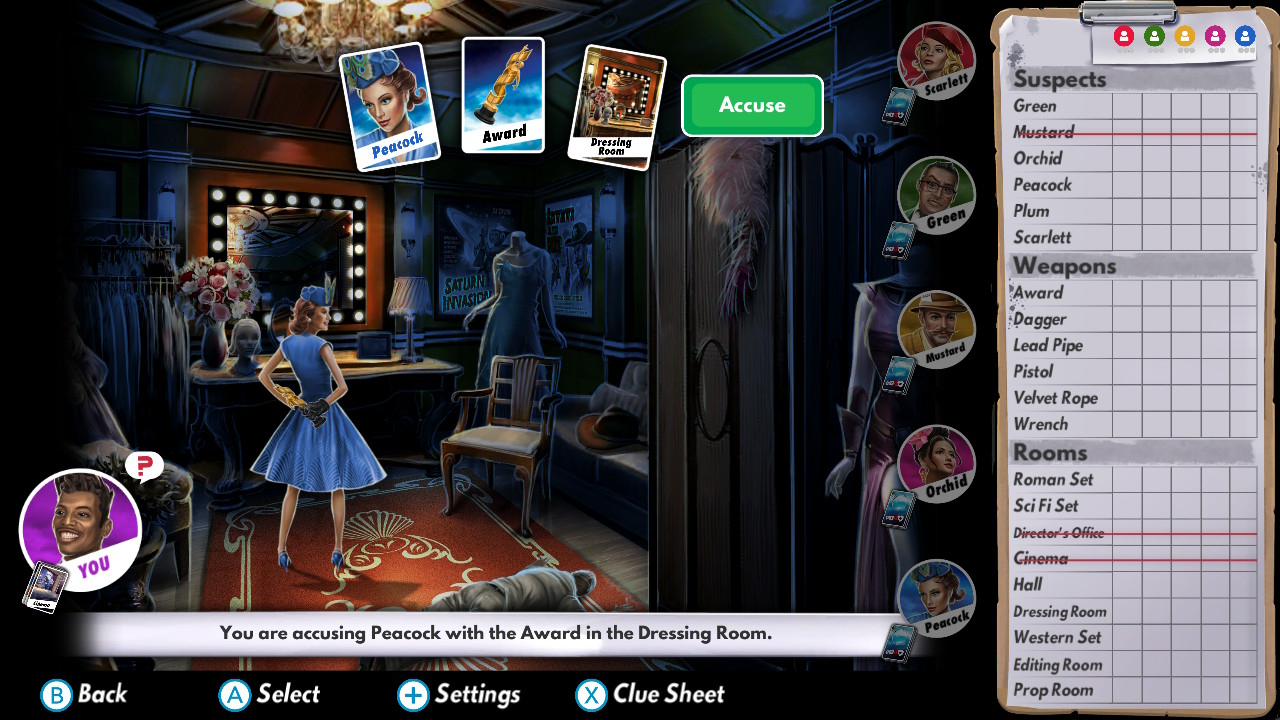 Peacock
Award
Dressing
Room
Accuse
Scarlett
Green
Mustard
Orchid
Peacock
SATURN
INVASION
?
YOU
You are accusing Peacock with the Award in the Dressing Room.
B Back
A Select
+ Settings
X Clue Sheet
Suspects
Green
Mustard
Orchid
Peacock
Plum
Scarlett
Weapons
Award
Dagger
Lead Pipe
Pistol
Velvet Rope
Wrench
Rooms
Roman Set
Sci Fi Set
Director's Office
Cinema
Hall
Dressing Room
Western Set
Editing Room
Prop Room